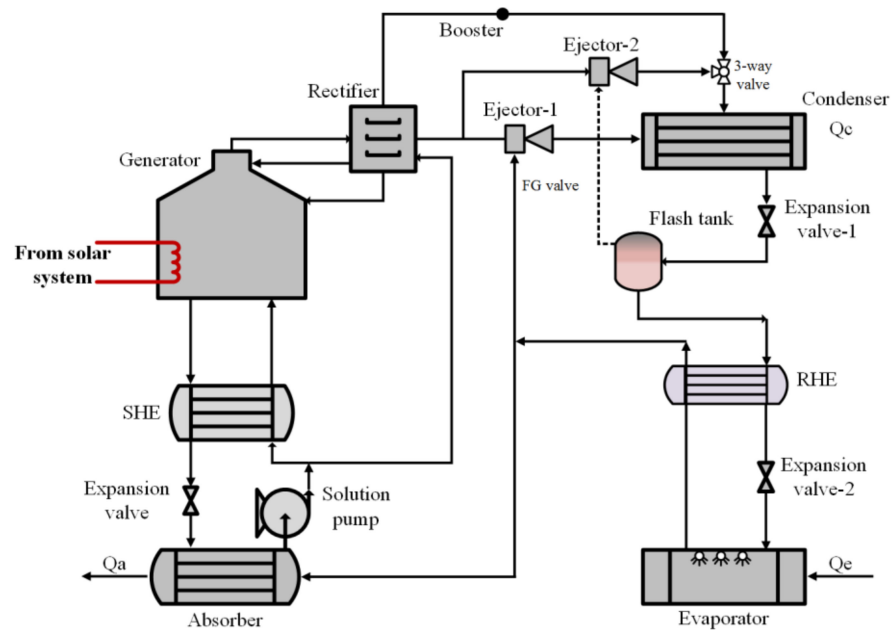 Booster
Ejector-2
3-way
valve
Condenser
Qc
Rectifier
Ejector-1
Generator
FG valve
Flash tank
Expansion
valve-1
From solar
system
RHE
SHE
Expansion
valve-2
Expansion
valve
Solution
pump
Qa
Qe
Absorber
Evaporator